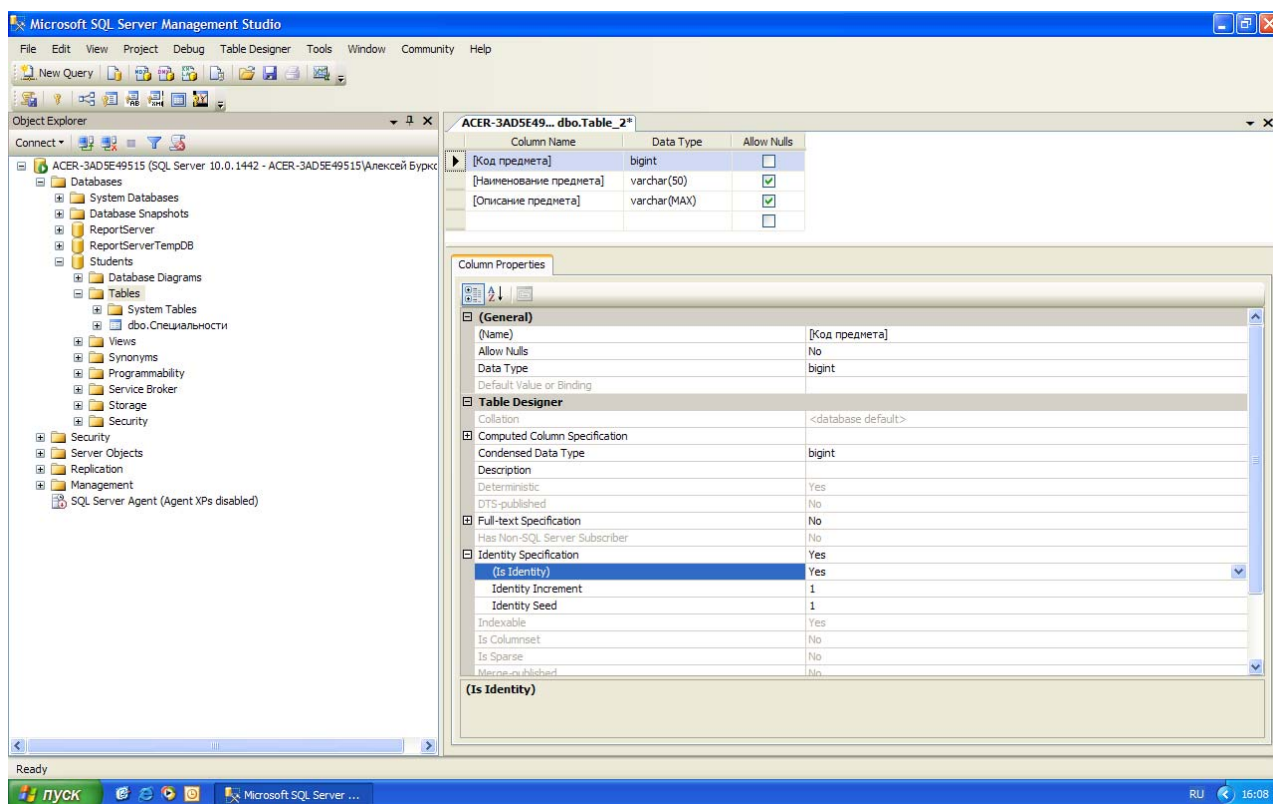 Microsoft SQL Server Management Studio
File Edit View Project Debug Table Designer Tools Window Community Help
New Query
Object Explorer
Connect
ACER-3AD5E49515 (SQL Server 10.0.1442 - ACER-3AD5E49515\Алексей Бурко
Databases
System Databases
Database Snapshots
ReportServer
ReportServerTempDB
Students
Database Diagrams
Tables
System Tables
dbo.Специальности
Views
Synonyms
Programmability
Service Broker
Storage
Security
Security
Server Objects
Replication
Management
SQL Server Agent (Agent XPs disabled)
ACER-3AD5E49... dbo.Table_2*
Column Name Data Type Allow Nulls
[Код предмета] bigint
[Наименование предмета] varchar(50)
[Описание предмета] varchar(MAX)
Column Properties
(General)
(Name) [Код предмета]
Allow Nulls No
Data Type bigint
Default Value or Binding
Table Designer
Collation <database default>
Computed Column Specification
Condensed Data Type bigint
Description
Deterministic Yes
DTS-published No
Full-text Specification No
Has Non-SQL Server Subscriber No
Identity Specification Yes
(Is Identity) Yes
Identity Increment 1
Identity Seed 1
Indexable Yes
Is Columnset No
Is Sparse No
Merge-published No
(Is Identity)
Ready
пуск Microsoft SQL Server ... RU 16:08